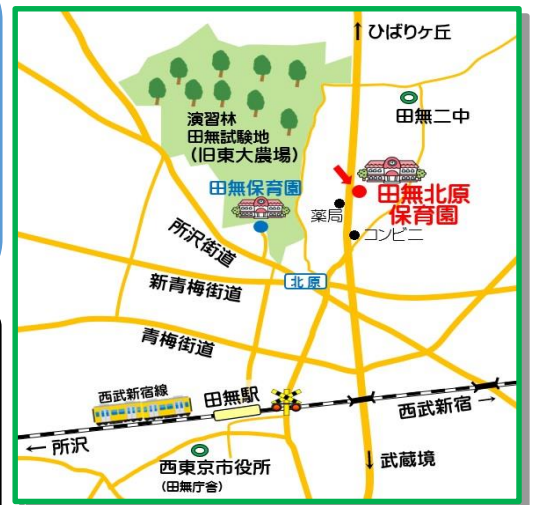 ↑ひばりヶ丘
田無二中
演習林
田無試験地
(旧東大農場)
田無保育園
田無北原
保育園
薬局
コンビニ
所沢街道
北原
新青梅街道
青梅街道
西武新宿線
田無駅
西武新宿→
←所沢
西東京市役所
(田無庁舎)
↓武蔵境